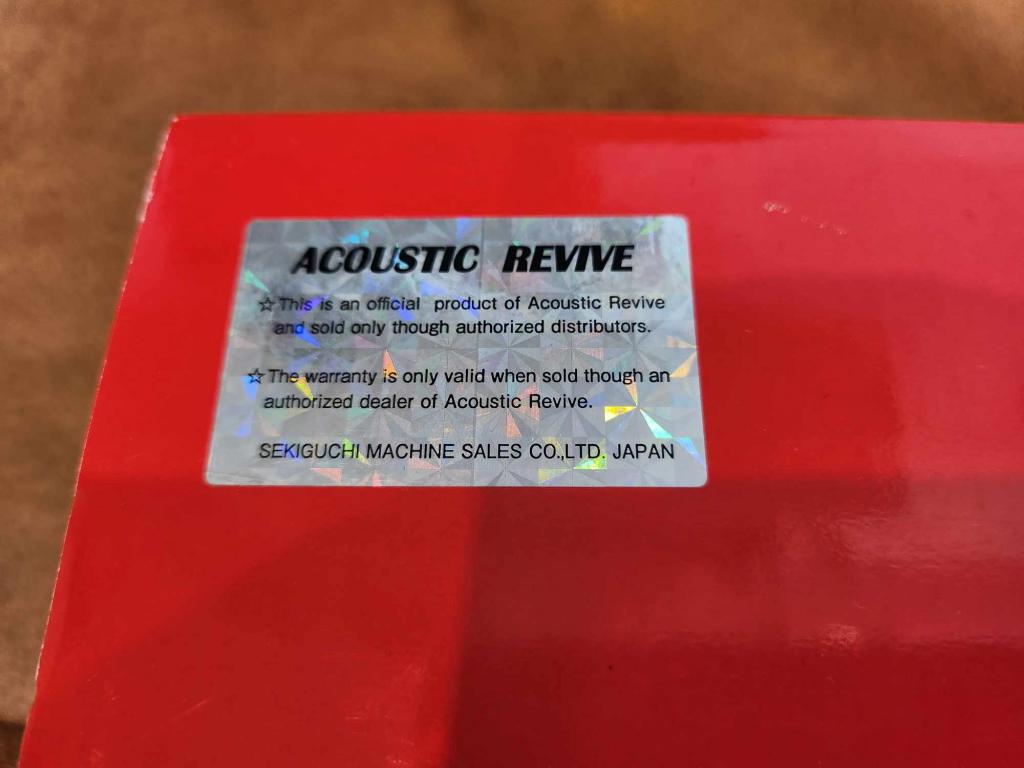 ACOUSTIC REVIVE
☆This is an official product of Acoustic Revive
and sold only though authorized distributors.
☆The warranty is only valid when sold though an
authorized dealer of Acoustic Revive.
SEKIGUCHI MACHINE SALES CO.,LTD. JAPAN